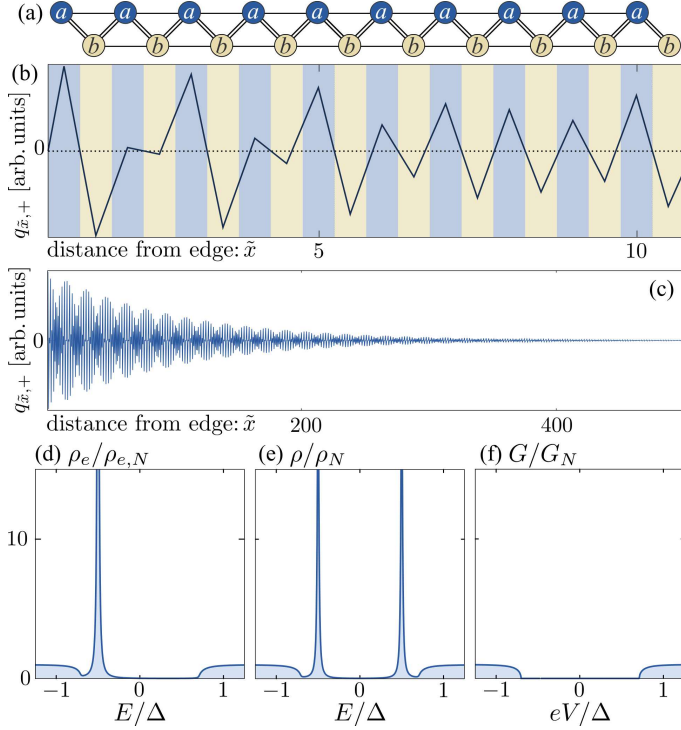 (a) a a a a a a a a a a
b b b b b b b b b b
(b)
q_{x̃,+} [arb. units]
0
distance from edge: x̃ 5 10
(c)
q_{x̃,+} [arb. units]
0
distance from edge: x̃ 200 400
(d) ρ_e/ρ_{e,N} (e) ρ/ρ_N (f) G/G_N
10
0
−1 0 1 −1 0 1 −1 0 1
E/Δ E/Δ eV/Δ